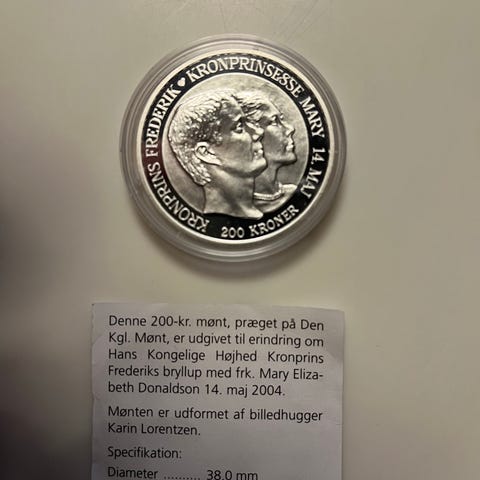 KRONPRINS FREDERIK ♥ KRONPRINSESSE MARY 14. MAJ
200 KRONER
Denne 200-kr. mønt, præget på Den
Kgl. Mønt, er udgivet til erindring om
Hans Kongelige Højhed Kronprins
Frederiks bryllup med frk. Mary Eliza-
beth Donaldson 14. maj 2004.
Mønten er udformet af billedhugger
Karin Lorentzen.
Specifikation:
Diameter .......... 38,0 mm